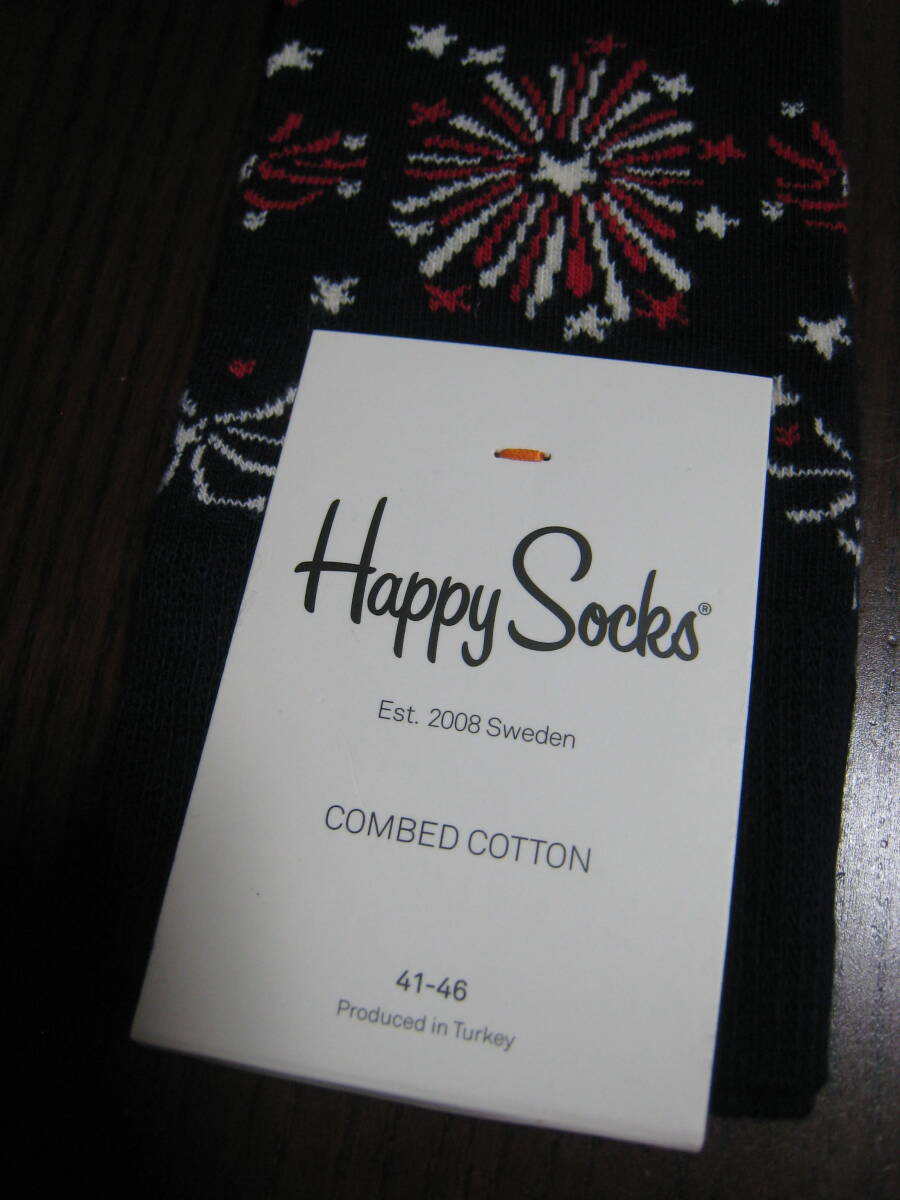 Happy Socks®
Est. 2008 Sweden
COMBED COTTON
41-46
Produced in Turkey